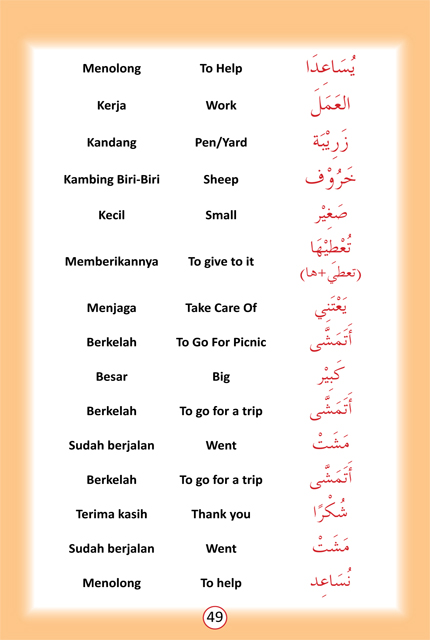 Menolong To Help يُسَاعِدَا
Kerja Work العَمَلَ
Kandang Pen/Yard زَرِيْبَة
Kambing Biri-Biri Sheep خَرُوْف
Kecil Small صَغِيْر
Memberikannya To give to it تُعْطِيْهَا
(تعطي+ها)
Menjaga Take Care Of يَعْتَنِي
Berkelah To Go For Picnic أَتَمَشَّى
Besar Big كَبِيْر
Berkelah To go for a trip أَتَمَشَّى
Sudah berjalan Went مَشَتْ
Berkelah To go for a trip أَتَمَشَّى
Terima kasih Thank you شُكْرًا
Sudah berjalan Went مَشَتْ
Menolong To help نُسَاعِد
49